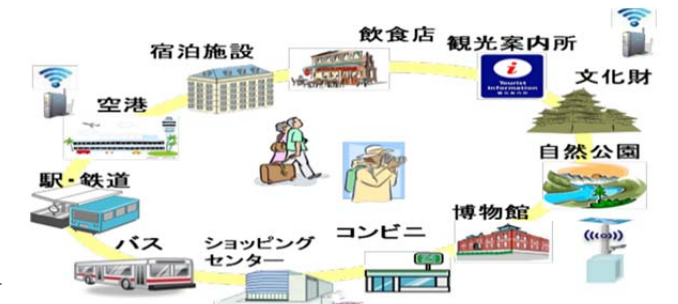 宿泊施設
飲食店
観光案内所
文化財
空港
i
Tourist
Information
自然公園
駅・鉄道
博物館
バス
ショッピング
センター
コンビニ